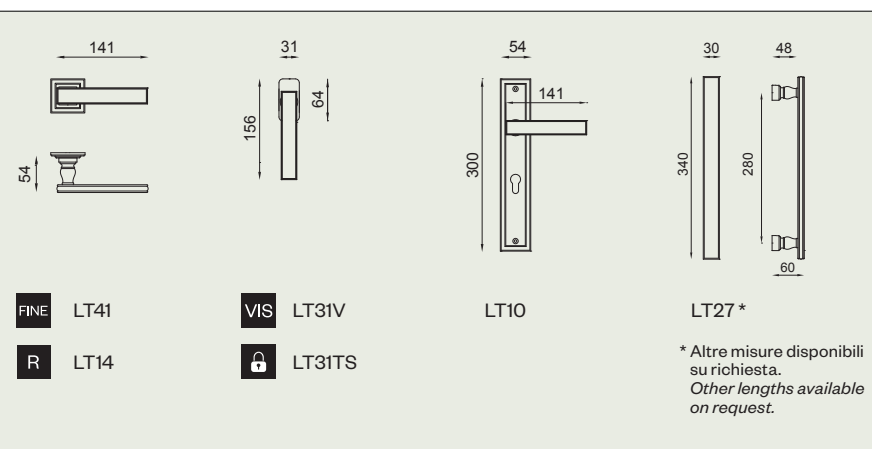 141
54
FINE LT41
R LT14
31
156
64
VIS LT31V
LT31TS
54
141
300
LT10
30
48
340
280
60
LT27 *
* Altre misure disponibili
su richiesta.
Other lengths available
on request.